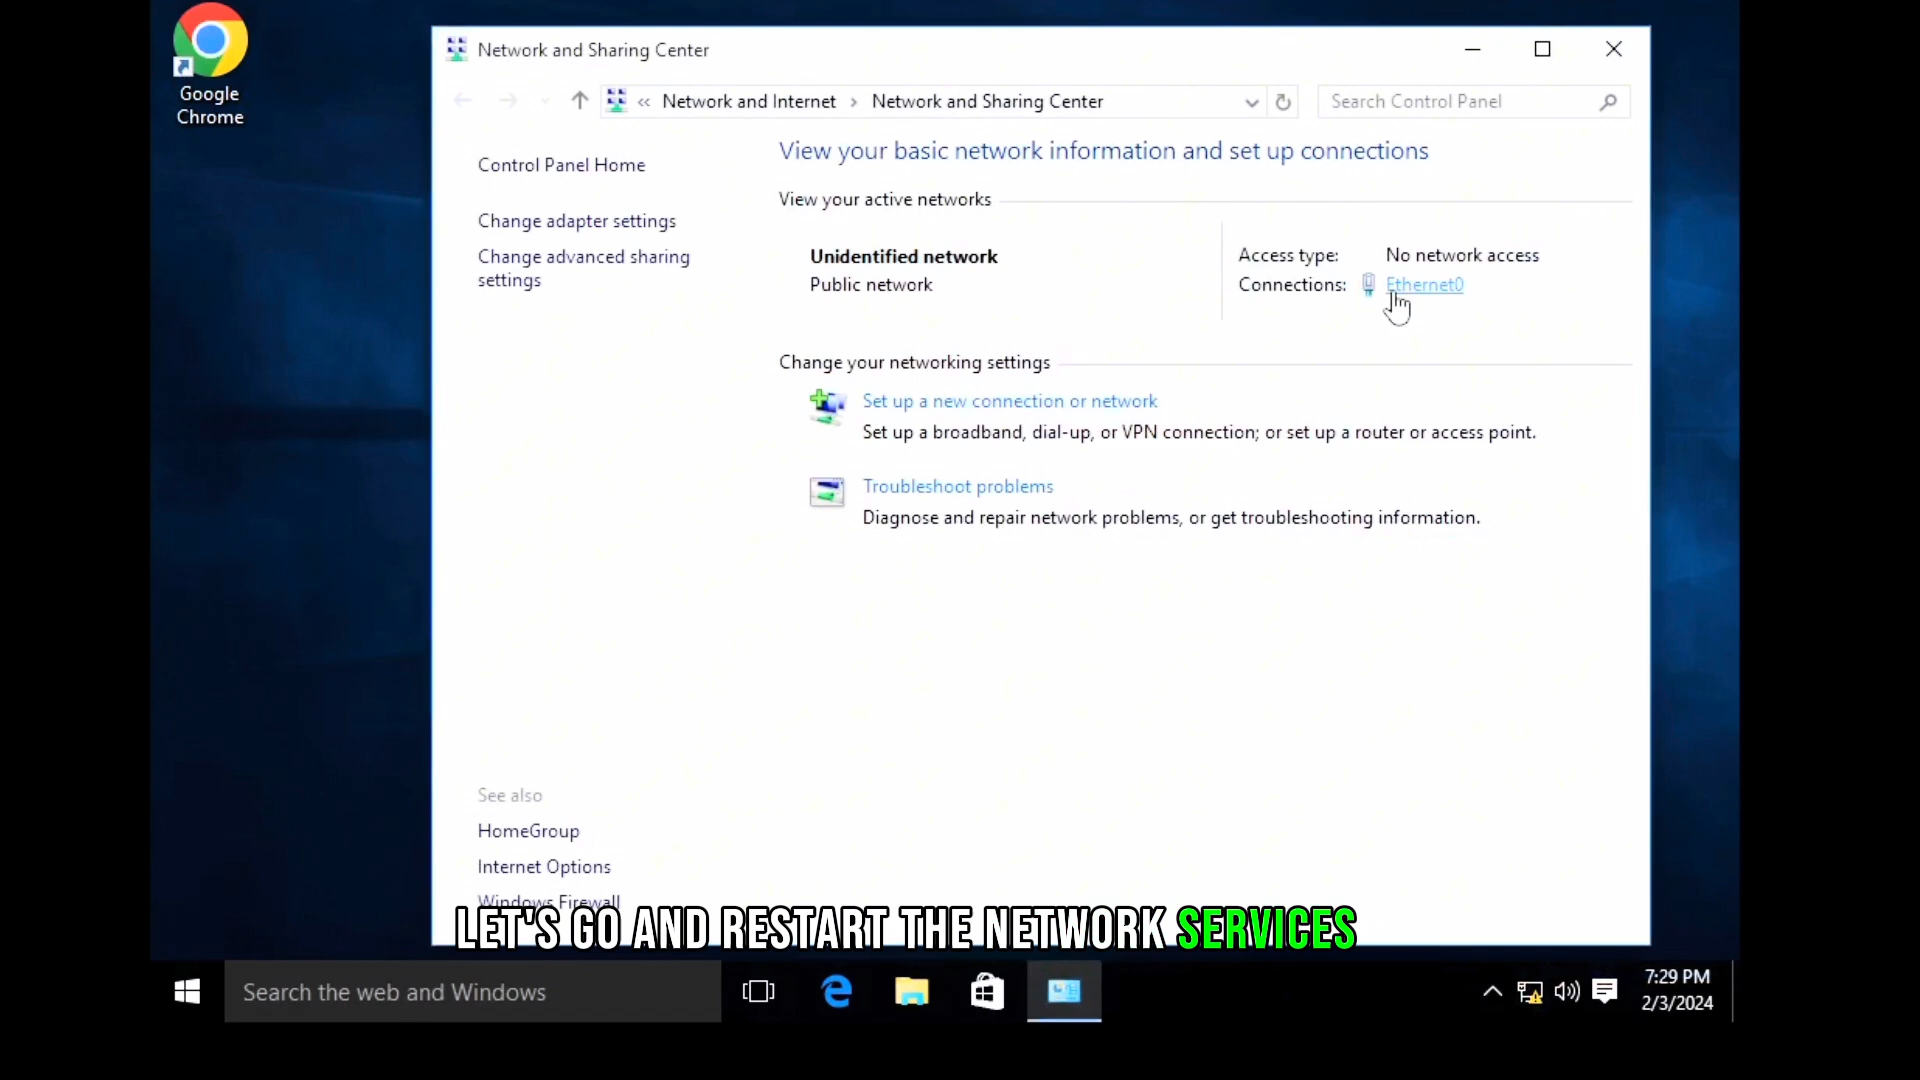 Google
Chrome
Network and Sharing Center
« Network and Internet › Network and Sharing Center
Search Control Panel
Control Panel Home
Change adapter settings
Change advanced sharing
settings
View your basic network information and set up connections
View your active networks
Unidentified network
Public network
Access type: No network access
Connections: Ethernet0
Change your networking settings
Set up a new connection or network
Set up a broadband, dial-up, or VPN connection; or set up a router or access point.
Troubleshoot problems
Diagnose and repair network problems, or get troubleshooting information.
See also
HomeGroup
Internet Options
Windows Firewall
LET'S GO AND RESTART THE NETWORK SERVICES
Search the web and Windows
7:29 PM
2/3/2024